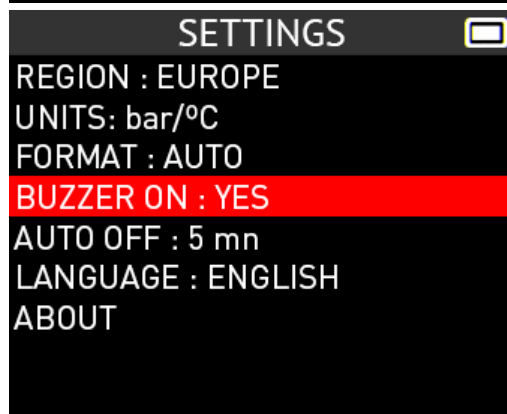 SETTINGS
REGION : EUROPE
UNITS: bar/ºC
FORMAT : AUTO
BUZZER ON : YES
AUTO OFF : 5 mn
LANGUAGE : ENGLISH
ABOUT